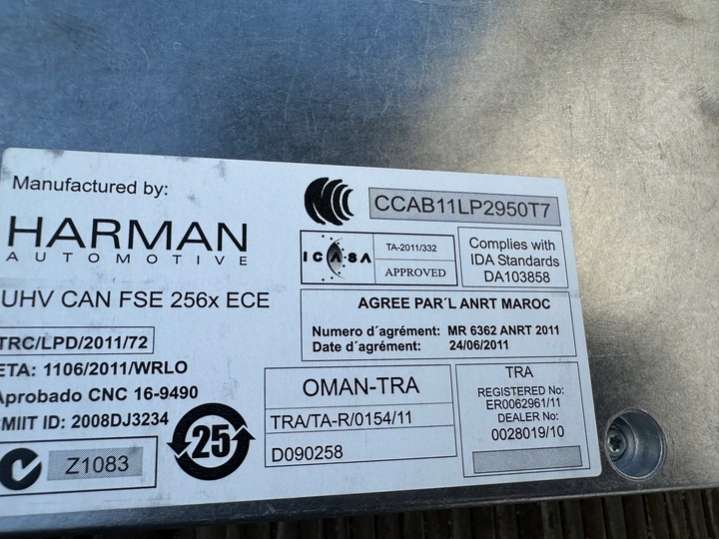 Manufactured by:
HARMAN
AUTOMOTIVE
UHV CAN FSE 256x ECE
TRC/LPD/2011/72
ETA: 1106/2011/WRLO
Aprobado CNC 16-9490
CMIIT ID: 2008DJ3234
Z1083
25
CCAB11LP2950T7
ICASA
TA-2011/332
APPROVED
Complies with
IDA Standards
DA103858
AGREE PAR´L ANRT MAROC
Numero d´agrément: MR 6362 ANRT 2011
Date d´agrément: 24/06/2011
OMAN-TRA
TRA/TA-R/0154/11
D090258
TRA
REGISTERED No:
ER0062961/11
DEALER No:
0028019/10